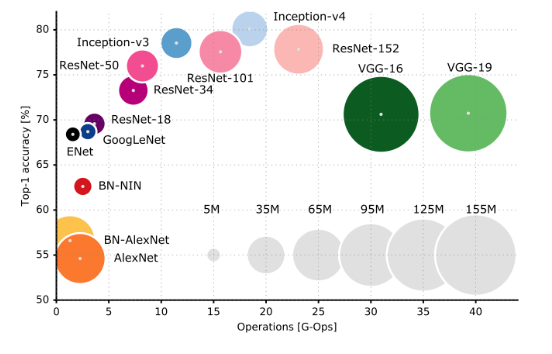 Inception-v4
80
Inception-v3
ResNet-152
ResNet-50
VGG-16
VGG-19
75
ResNet-101
ResNet-34
70
ResNet-18
GoogLeNet
ENet
Top-1 accuracy [%]
65
BN-NIN
60
5M 35M 65M 95M 125M 155M
BN-AlexNet
55
AlexNet
50
0 5 10 15 20 25 30 35 40
Operations [G-Ops]